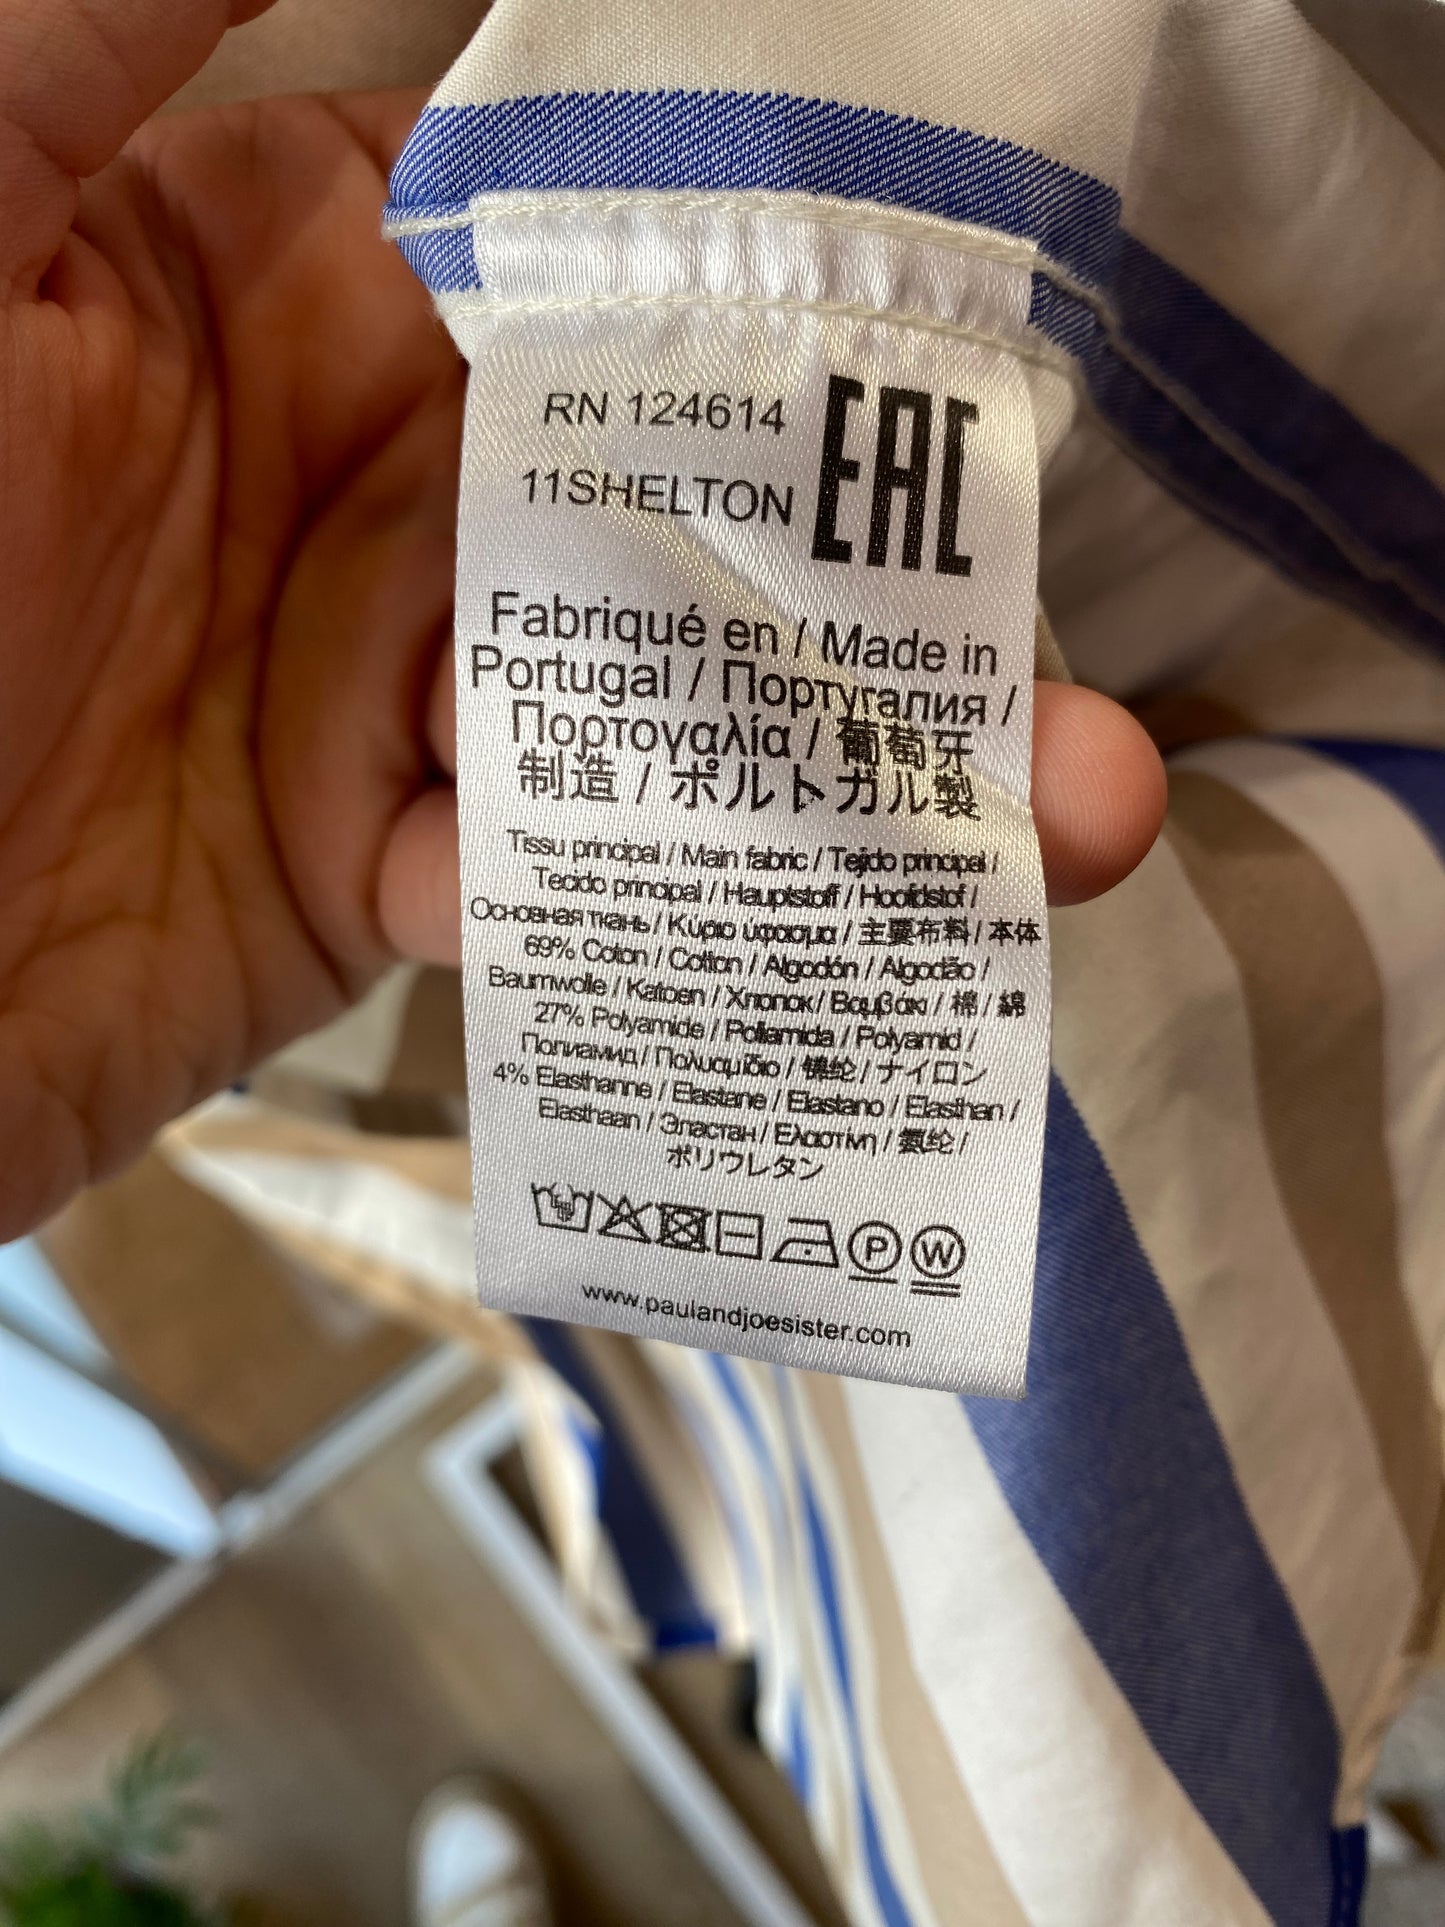 RN 124614
EAC
11SHELTON
Fabriqué en / Made in
Portugal / Португалия /
Πορτογαλία / 葡萄牙
制造 / ポルトガル製
Tissu principal / Main fabric / Tejido principal /
Tecido principal / Hauptstoff / Hoofdstof /
Основная ткань / Κύριο ύφασμα / 主要布料 / 本体
69% Coton / Cotton / Algodón / Algodão /
Baumwolle / Katoen / Хлопок / Βαμβάκι / 棉 / 綿
27% Polyamide / Poliamida / Polyamid /
Полиамид / Πολυαμίδιο / 锦纶 / ナイロン
4% Elasthanne / Elastane / Elastano / Elasthan /
Elasthaan / Эластан / Ελαστίνη / 氨纶 /
ポリウレタン
P W
www.paulandjoesister.com